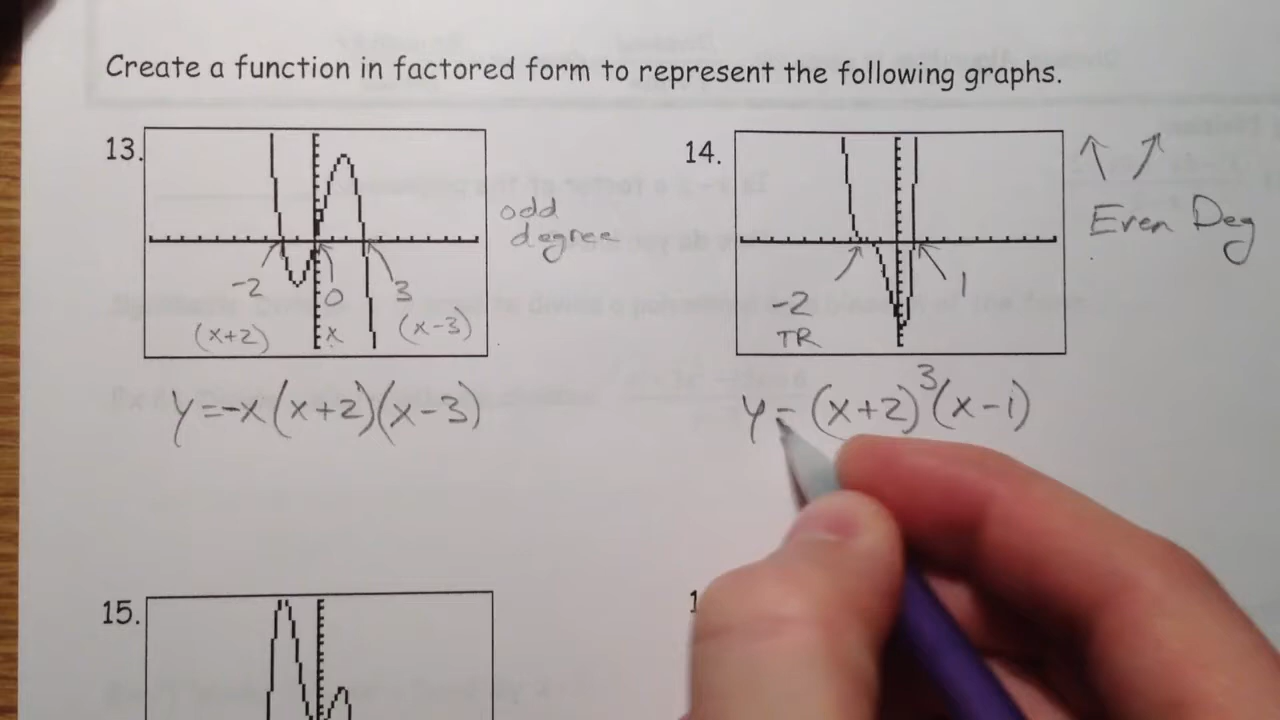 Create a function in factored form to represent the following graphs.
13.
odd
degree
-2
0
3
(x+2)
x
(x-3)
y=-x(x+2)(x-3)
14.
Even Deg
-2
TR
1
y=(x+2)³(x-1)
15.
1